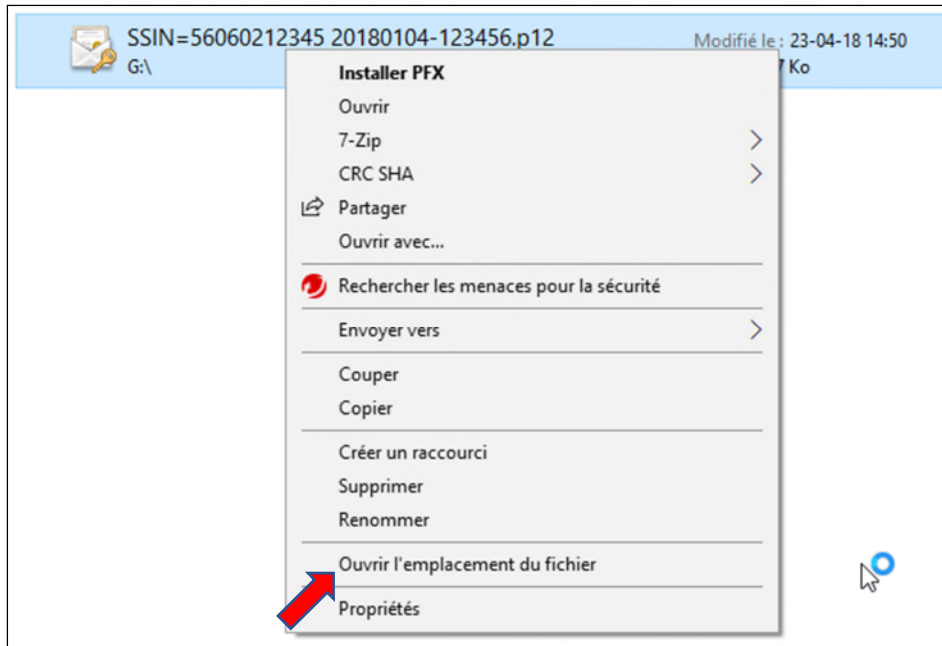 SSIN=56060212345 20180104-123456.p12
Modifié le : 23-04-18 14:50
G:\
Ko
Installer PFX
Ouvrir
7-Zip
CRC SHA
Partager
Ouvrir avec...
Rechercher les menaces pour la sécurité
Envoyer vers
Couper
Copier
Créer un raccourci
Supprimer
Renommer
Ouvrir l'emplacement du fichier
Propriétés